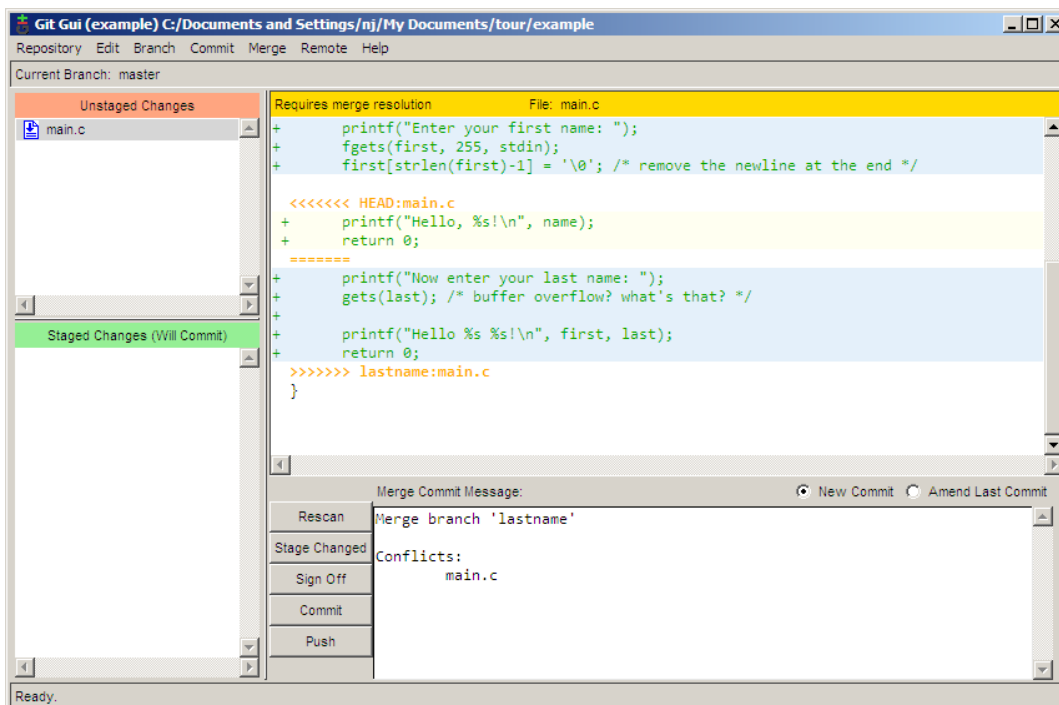 Git Gui (example) C:/Documents and Settings/nj/My Documents/tour/example
Repository Edit Branch Commit Merge Remote Help
Current Branch: master
Unstaged Changes
main.c
Staged Changes (Will Commit)
Requires merge resolution File: main.c
+       printf("Enter your first name: ");
+       fgets(first, 255, stdin);
+       first[strlen(first)-1] = '\0'; /* remove the newline at the end */
<<<<<<< HEAD:main.c
+       printf("Hello, %s!\n", name);
+       return 0;
=======
+       printf("Now enter your last name: ");
+       gets(last); /* buffer overflow? what's that? */
+
+       printf("Hello %s %s!\n", first, last);
+       return 0;
>>>>>>> lastname:main.c
}
Merge Commit Message:
New Commit Amend Last Commit
Rescan
Stage Changed
Sign Off
Commit
Push
Merge branch 'lastname'
Conflicts:
main.c
Ready.